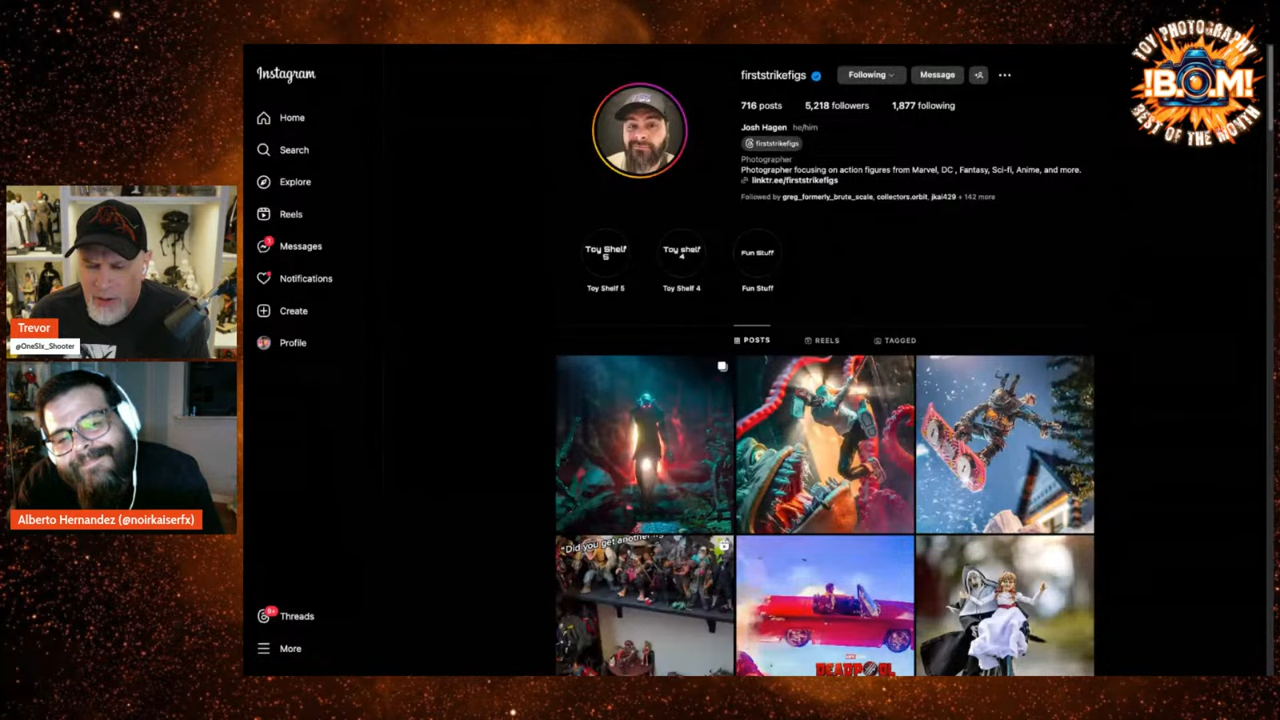 TOY PHOTOGRAPHY
!B.O.M!
BEST OF THE MONTH
Instagram
Home
Search
Explore
Reels
Messages
1
Notifications
Create
Profile
9+
Threads
More
firststrikefigs
Following
Message
716 posts 5,218 followers 1,877 following
Josh Hagen he/him
firststrikefigs
Photographer
Photographer focusing on action figures from Marvel, DC , Fantasy, Sci-fi, Anime, and more.
linktr.ee/firststrikefigs
Followed by greg_formerly_brute_scale, collectors.orbit, jkai429 + 142 more
Toy Shelf
5
Toy shelf
4
Fun Stuff
Toy Shelf 5
Toy Shelf 4
Fun Stuff
POSTS
REELS
TAGGED
"Did you get another
DEADPOOL
Trevor
@OneSIx_Shooter
Alberto Hernandez (@noirkaiserfx)